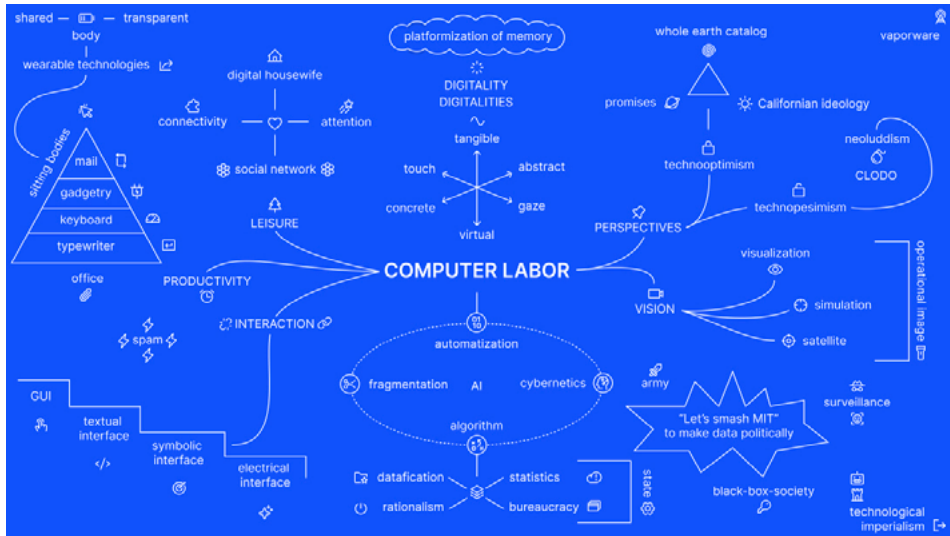 shared — — transparent
body
wearable technologies
sitting bodies
mail
gadgetry
keyboard
typewriter
office
digital housewife
connectivity
attention
social network
LEISURE
PRODUCTIVITY
INTERACTION
spam
GUI
textual
interface
symbolic
interface
electrical
interface
platformization of memory
DIGITALITY
DIGITALITIES
tangible
touch
abstract
concrete
gaze
virtual
COMPUTER LABOR
01
10
automatization
fragmentation
AI
cybernetics
algorithm
datafication
statistics
rationalism
bureaucracy
state
whole earth catalog
vaporware
promises
Californian ideology
technooptimism
neoluddism
CLODO
technopesimism
PERSPECTIVES
VISION
visualization
simulation
satellite
operational image
army
"Let's smash MIT"
to make data politically
surveillance
black-box-society
technological
imperialism